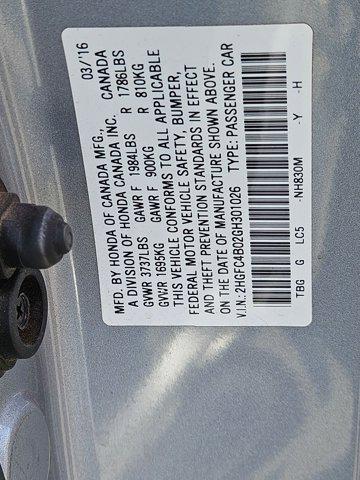 MFD. BY HONDA OF CANADA MFG., 03/'16
A DIVISION OF HONDA CANADA INC. CANADA
GVWR 3737LBS GAWR F 1984LBS R 1786LBS
GVWR 1695KG GAWR F 900KG R 810KG
THIS VEHICLE CONFORMS TO ALL APPLICABLE
FEDERAL MOTOR VEHICLE SAFETY, BUMPER,
AND THEFT PREVENTION STANDARDS IN EFFECT
ON THE DATE OF MANUFACTURE SHOWN ABOVE.
V.I.N.: 2HGFC4B02GH301026 TYPE: PASSENGER CAR
TBG G LC5 -NH830M -Y -H